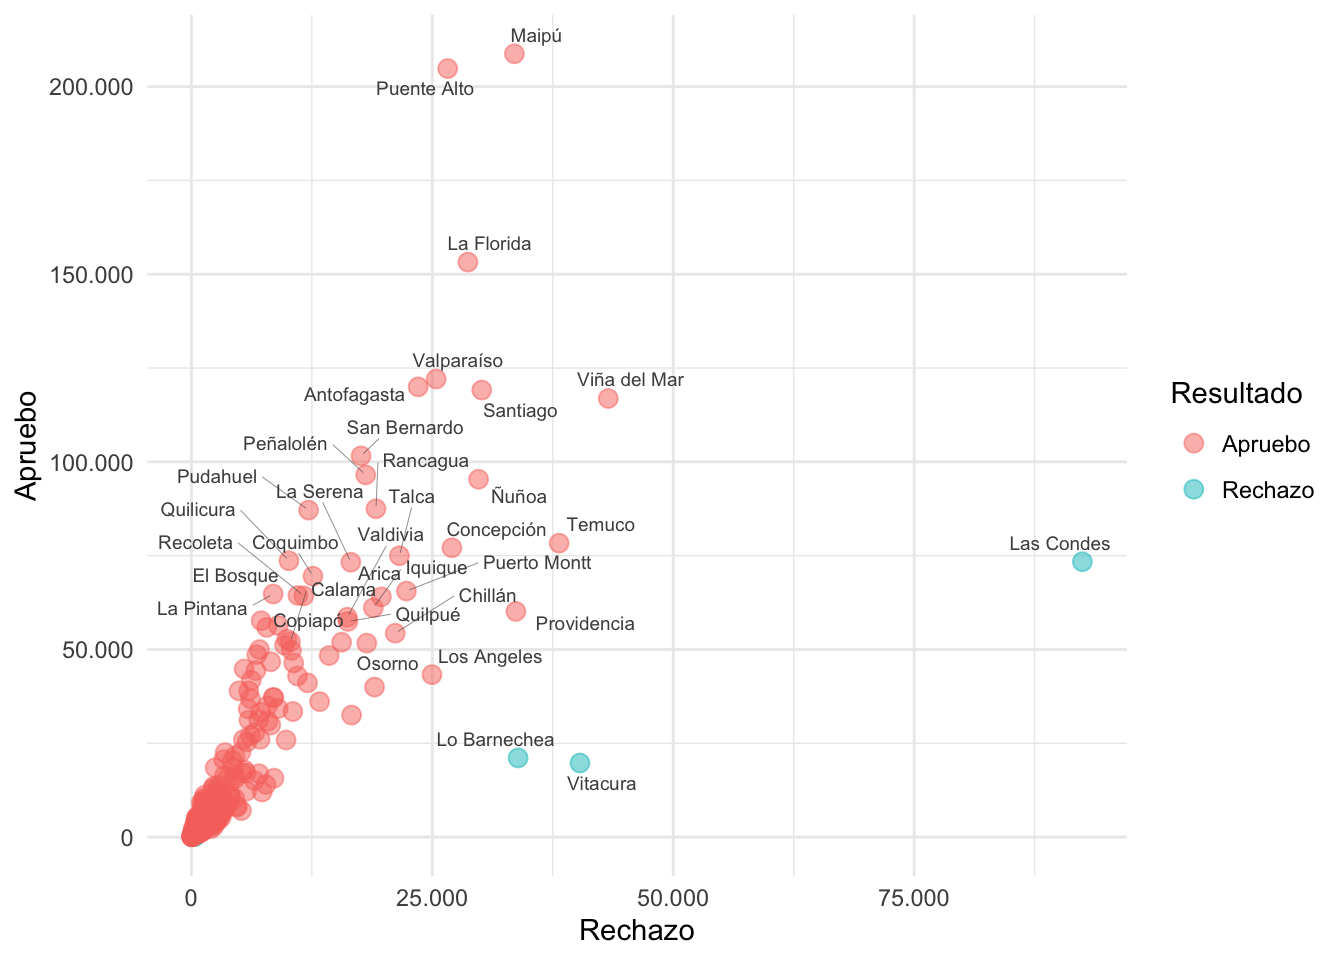 Maipú
Puente Alto
200.000
La Florida
150.000
Valparaíso
Viña del Mar
Antofagasta
Santiago
San Bernardo
Peñalolén
Rancagua
100.000
Pudahuel
La Serena
Talca
Ñuñoa
Quilicura
Temuco
Valdivia
Concepción
Recoleta
Coquimbo
Las Condes
Puerto Montt
Iquique
Arica
El Bosque
Calama
Chillán
La Pintana
Quilpué
Copiapó
Providencia
50.000
Los Angeles
Osorno
Lo Barnechea
Vitacura
0
Apruebo
0
25.000
50.000
75.000
Rechazo
Resultado
Apruebo
Rechazo